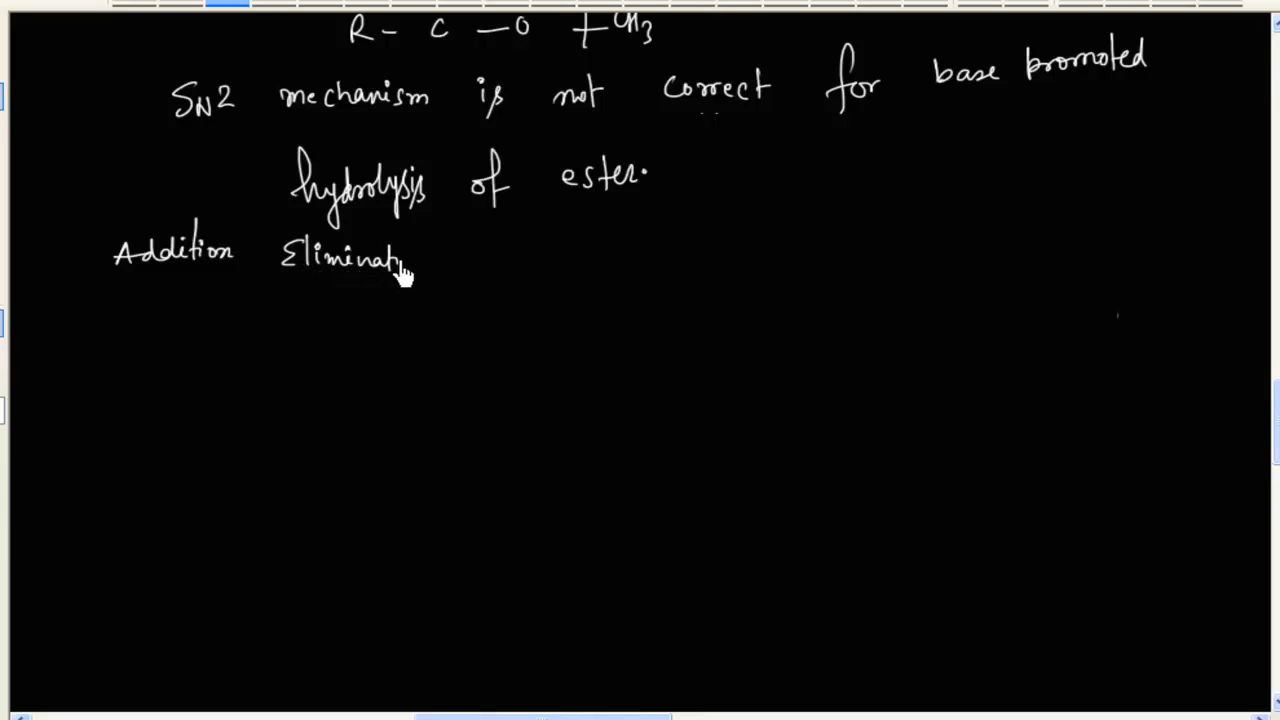 R - C - O + CH3
SN2 mechanism is not correct for base promoted
hydrolysis of ester.
Addition Eliminat